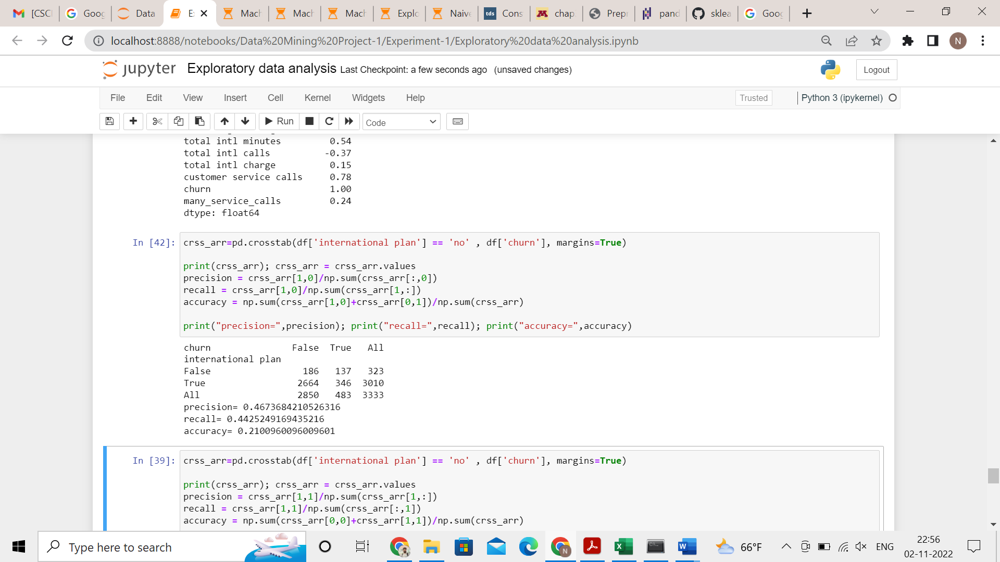 [CSCI
Goog
Data
E
Mach
Mach
Mach
Explo
Naive
tds Cons
chap
Prepr
pand
sklea
Goog
localhost:8888/notebooks/Data%20Mining%20Project-1/Experiment-1/Exploratory%20data%20analysis.ipynb
N
jupyter Exploratory data analysis Last Checkpoint: a few seconds ago (unsaved changes)
Logout
File Edit View Insert Cell Kernel Widgets Help
Trusted
Python 3 (ipykernel)
Run
Code
total intl minutes 0.54
total intl calls -0.37
total intl charge 0.15
customer service calls 0.78
churn 1.00
many_service_calls 0.24
dtype: float64
In [42]: crss_arr=pd.crosstab(df['international plan'] == 'no' , df['churn'], margins=True)
print(crss_arr); crss_arr = crss_arr.values
precision = crss_arr[1,0]/np.sum(crss_arr[:,0])
recall = crss_arr[1,0]/np.sum(crss_arr[1,:])
accuracy = np.sum(crss_arr[1,0]+crss_arr[0,1])/np.sum(crss_arr)
print("precision=",precision); print("recall=",recall); print("accuracy=",accuracy)
churn False True All
international plan
False 186 137 323
True 2664 346 3010
All 2850 483 3333
precision= 0.4673684210526316
recall= 0.4425249169435216
accuracy= 0.2100960096009601
In [39]: crss_arr=pd.crosstab(df['international plan'] == 'no' , df['churn'], margins=True)
print(crss_arr); crss_arr = crss_arr.values
precision = crss_arr[1,1]/np.sum(crss_arr[1,:])
recall = crss_arr[1,1]/np.sum(crss_arr[:,1])
accuracy = np.sum(crss_arr[0,0]+crss_arr[1,1])/np.sum(crss_arr)
Type here to search
66°F
ENG
22:56
02-11-2022